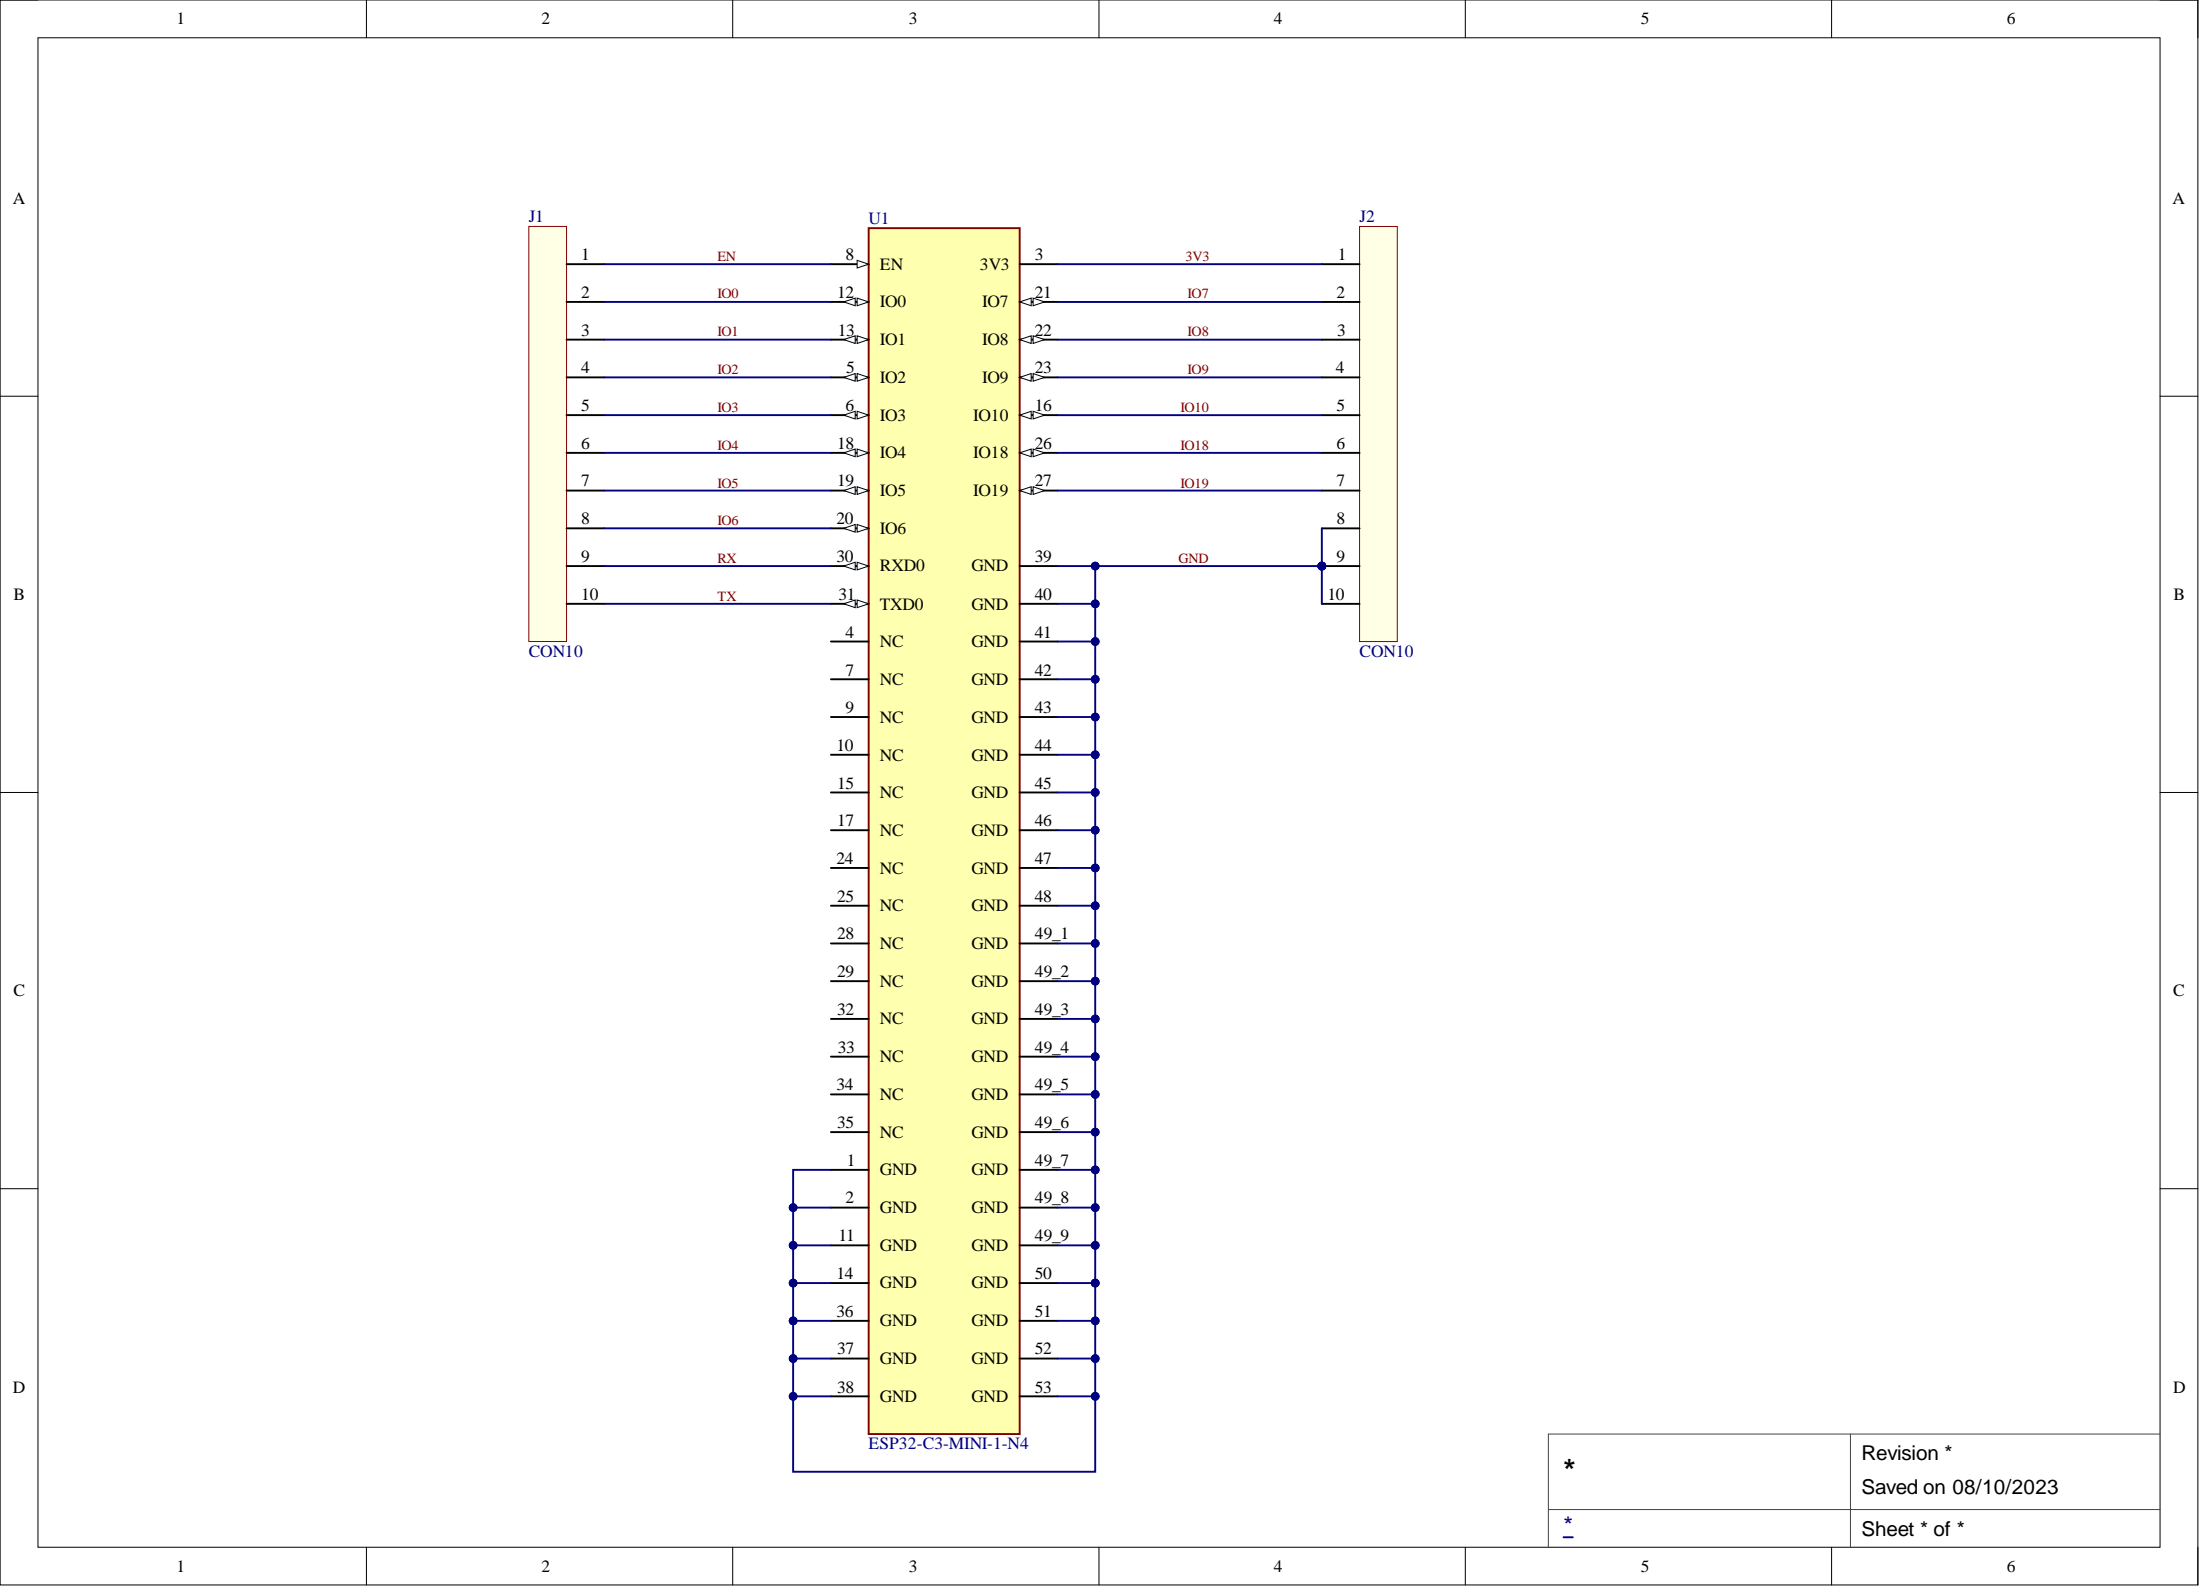 1 2 3 4 5 6
A A
J1 U1 J2
1 EN 8 EN 3V3 3 3V3 1
2 IO0 12 IO0 IO7 21 IO7 2
3 IO1 13 IO1 IO8 22 IO8 3
4 IO2 5 IO2 IO9 23 IO9 4
5 IO3 6 IO3 IO10 16 IO10 5
6 IO4 18 IO4 IO18 26 IO18 6
7 IO5 19 IO5 IO19 27 IO19 7
8 IO6 20 IO6 8
9 RX 30 RXD0 GND 39 GND 9
B B
10 TX 31 TXD0 GND 40 10
4 NC GND 41
CON10 CON10
7 NC GND 42
9 NC GND 43
10 NC GND 44
15 NC GND 45
17 NC GND 46
24 NC GND 47
25 NC GND 48
28 NC GND 49_1
29 NC GND 49_2
C C
32 NC GND 49_3
33 NC GND 49_4
34 NC GND 49_5
35 NC GND 49_6
1 GND GND 49_7
2 GND GND 49_8
11 GND GND 49_9
14 GND GND 50
36 GND GND 51
37 GND GND 52
D D
38 GND GND 53
ESP32-C3-MINI-1-N4
* Revision *
Saved on 08/10/2023
* Sheet * of *
1 2 3 4 5 6